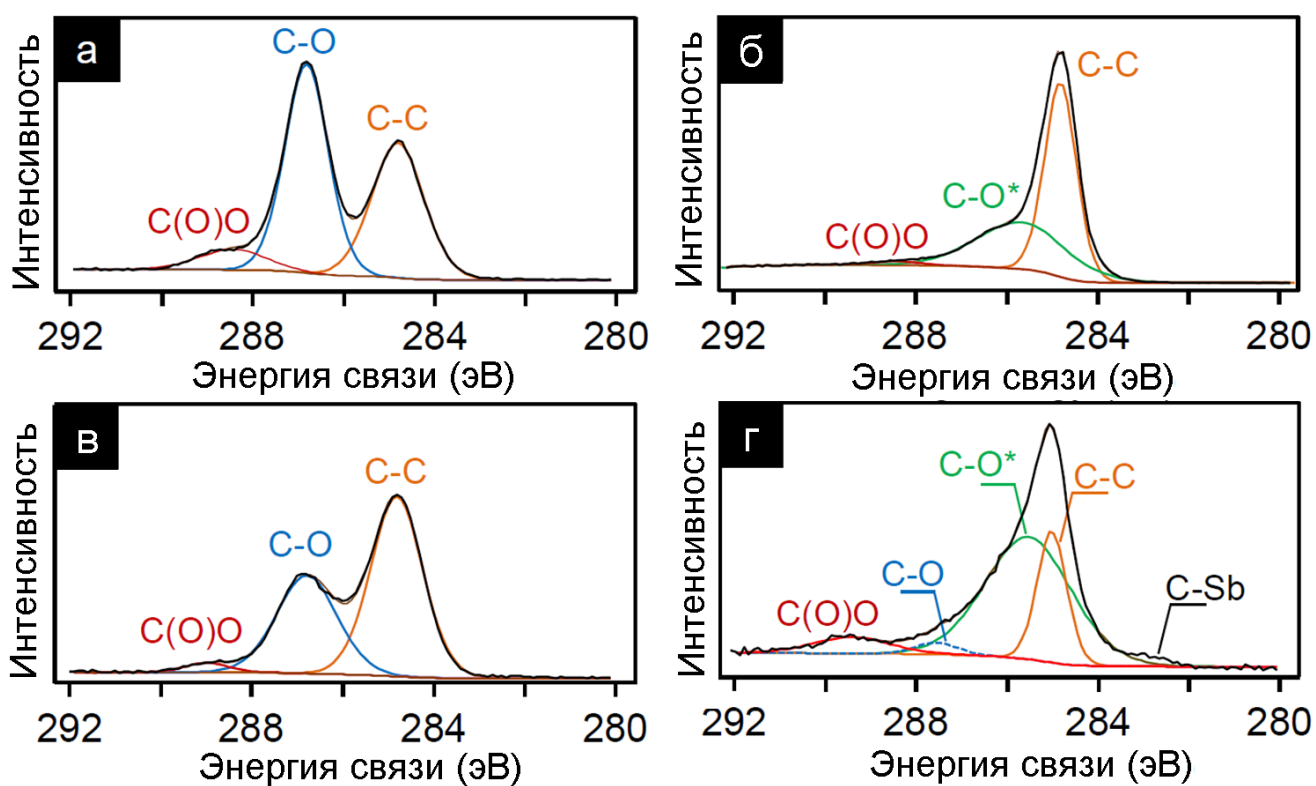 а
C-O
C-C
C(O)O
Интенсивность
292 288 284 280
Энергия связи (эВ)
б
C-C
C-O*
C(O)O
Интенсивность
292 288 284 280
Энергия связи (эВ)
в
C-C
C-O
C(O)O
Интенсивность
292 288 284 280
Энергия связи (эВ)
г
C-O*
C-C
C-O
C-Sb
C(O)O
Интенсивность
292 288 284 280
Энергия связи (эВ)